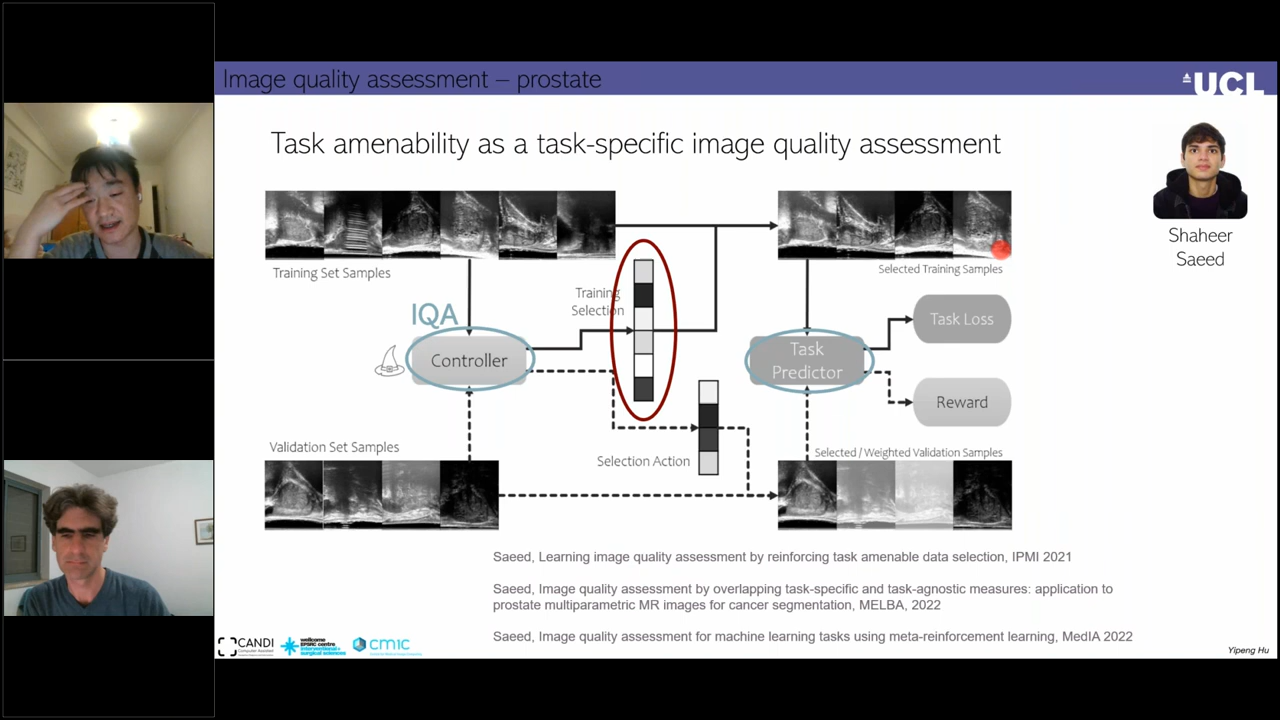 Image quality assessment – prostate
UCL
Task amenability as a task-specific image quality assessment
Shaheer
Saeed
Training Set Samples
Selected Training Samples
Training
Selection
IQA
Controller
Task
Predictor
Task Loss
Reward
Validation Set Samples
Selection Action
Selected / Weighted Validation Samples
Saeed, Learning image quality assessment by reinforcing task amenable data selection, IPMI 2021
Saeed, Image quality assessment by overlapping task-specific and task-agnostic measures: application to
prostate multiparametric MR images for cancer segmentation, MELBA, 2022
Saeed, Image quality assessment for machine learning tasks using meta-reinforcement learning, MedIA 2022
CANDI
wellcome
EPSRC centre
interventional &
surgical sciences
cmic
Yipeng Hu